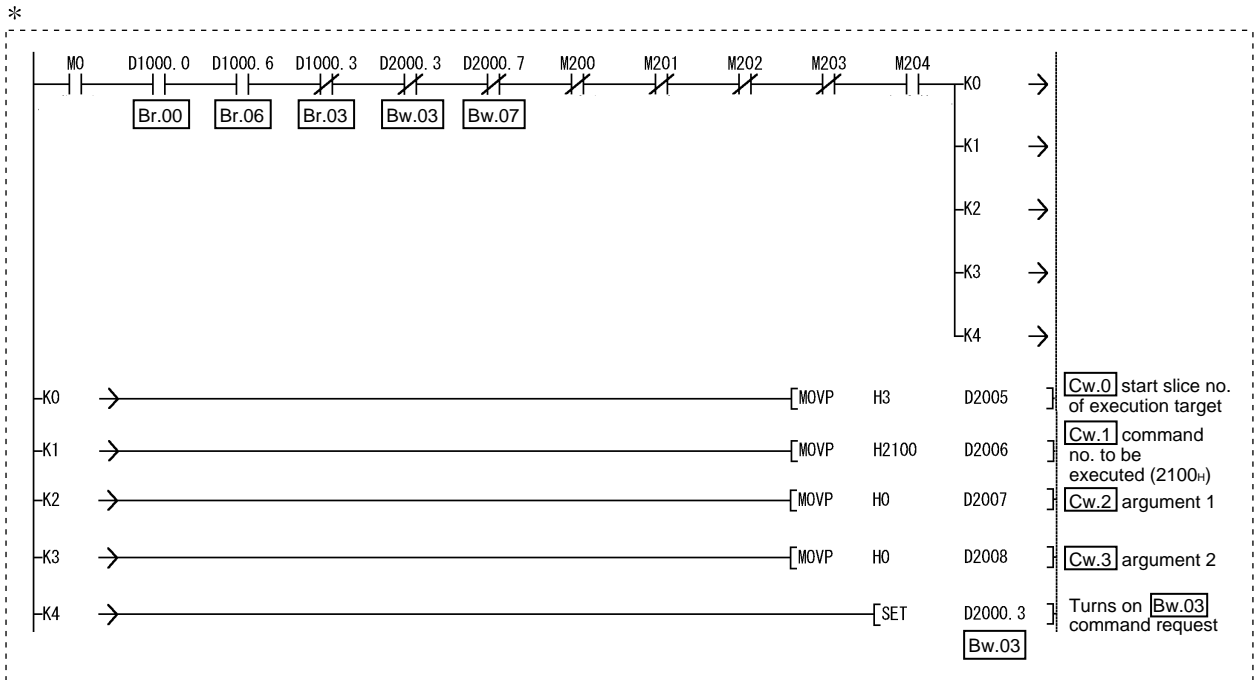 *
M0 D1000. 0 D1000. 6 D1000. 3 D2000. 3 D2000. 7 M200 M201 M202 M203 M204
K0
Br.00 Br.06 Br.03 Bw.03 Bw.07
K1
K2
K3
K4
K0 [MOVP H3 D2005 ] Cw.0 start slice no.
of execution target
K1 [MOVP H2100 D2006 ] Cw.1 command
no. to be
executed (2100H)
K2 [MOVP H0 D2007 ] Cw.2 argument 1
K3 [MOVP H0 D2008 ] Cw.3 argument 2
K4 [SET D2000. 3 ] Turns on Bw.03
command request
Bw.03